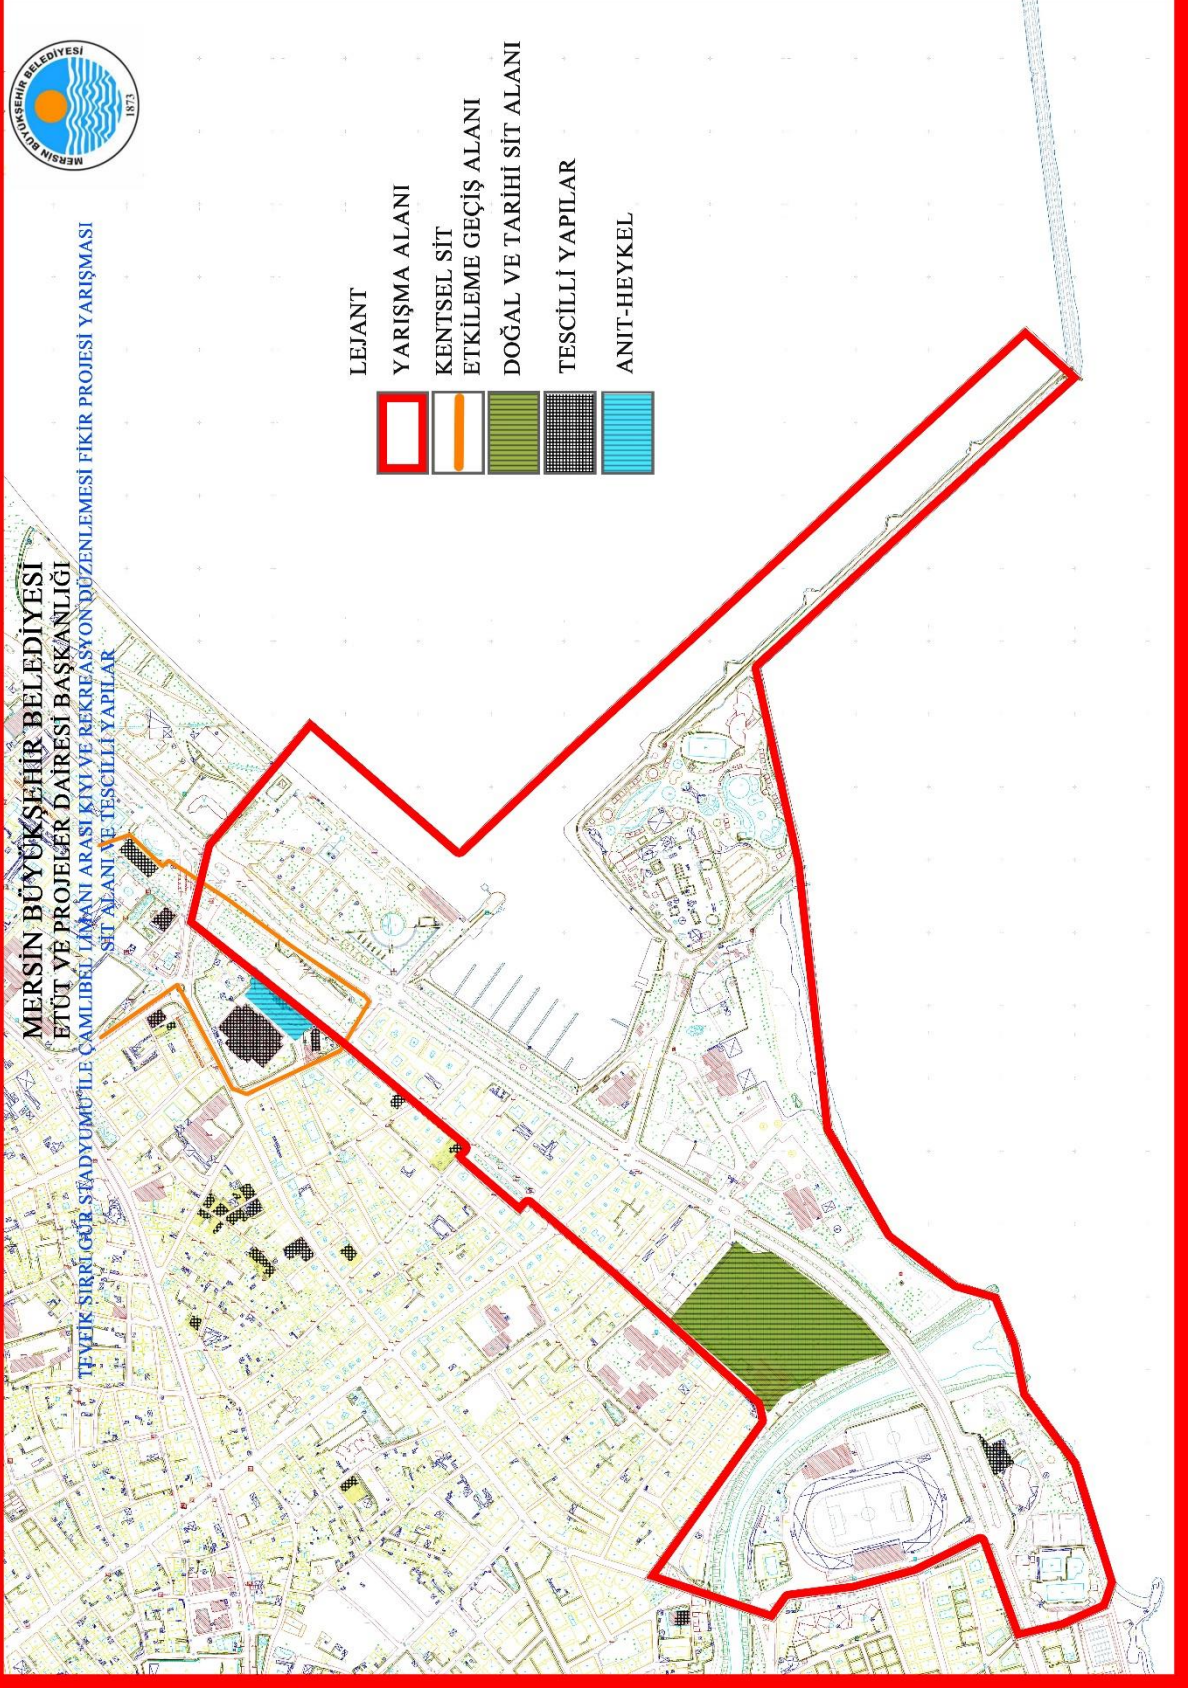 MERSİN BÜYÜKŞEHİR BELEDİYESİ
1873
MERSİN BÜYÜKŞEHİR BELEDİYESİ
ETÜT VE PROJELER DAİRESİ BAŞKANLIĞI
TEVFİK SIRRI GÜR STADYUMU İLE ÇAMLIBEL LİMANI ARASI KIYI VE REKREASYON DÜZENLEMESİ FİKİR PROJESİ YARIŞMASI
SİT ALANI VE TESCİLLİ YAPILAR
LEJANT
YARIŞMA ALANI
KENTSEL SİT
ETKİLEME GEÇİŞ ALANI
DOĞAL VE TARİHİ SİT ALANI
TESCİLLİ YAPILAR
ANIT-HEYKEL